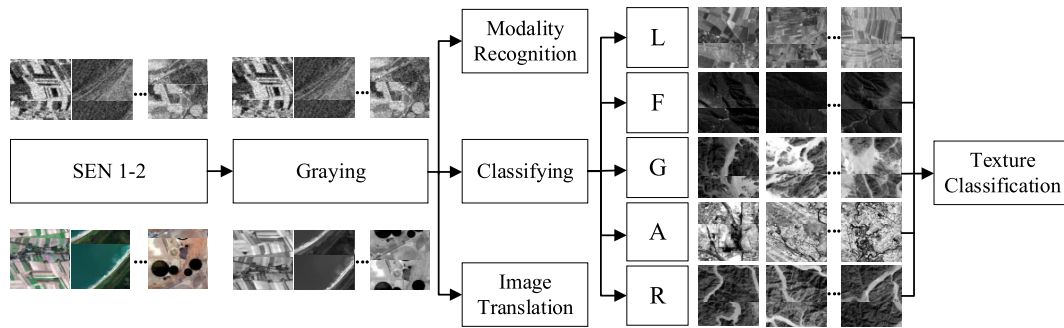 SEN 1-2
Graying
Modality
Recognition
Classifying
Image
Translation
L
F
G
A
R
Texture
Classification